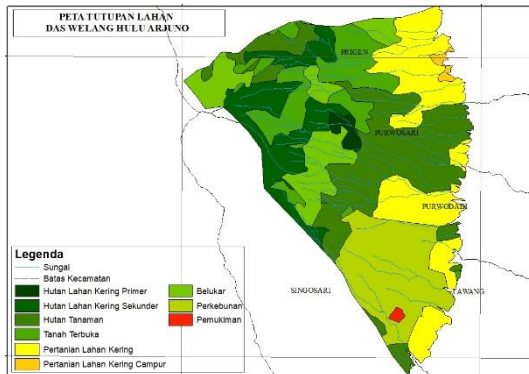 PETA TUTUPAN LAHAN
DAS WELANG HULU ARJUNO
PRIGEN
PURWOSARI
PURWODADI
SINGOSARI
LAWANG
Legenda
Sungai
Batas Kecamatan
Hutan Lahan Kering Primer
Hutan Lahan Kering Sekunder
Hutan Tanaman
Tanah Terbuka
Pertanian Lahan Kering
Pertanian Lahan Kering Campur
Belukar
Perkebunan
Pemukiman